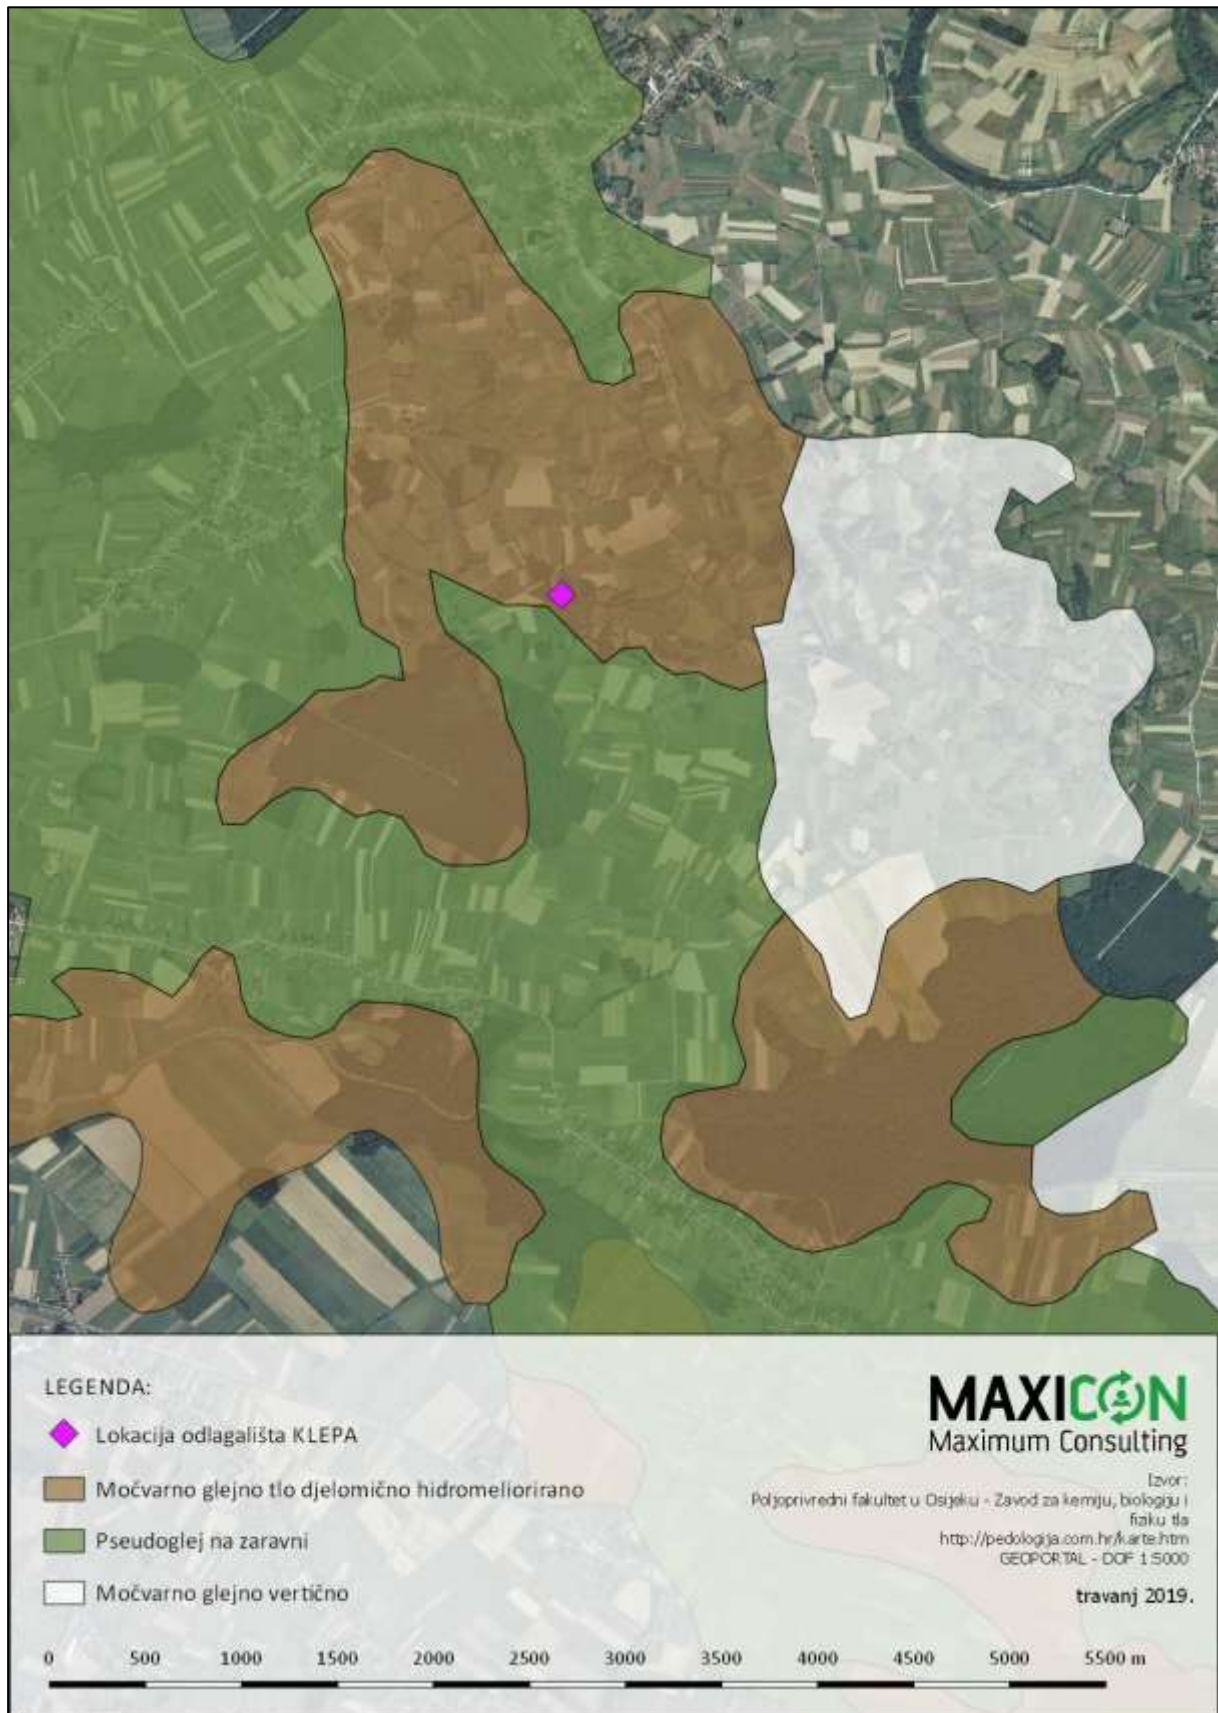 LEGENDA:
Lokacija odlagališta KLEPA
Močvarno glejno tlo djelomično hidromeliorirano
Pseudoglej na zaravni
Močvarno glejno vertično
MAXICON
Maximum Consulting
Izvor:
Poljoprivredni fakultet u Osijeku - Zavod za kemiju, biologiju i
fiziku tla
http://pedologija.com.hr/karte.htm
GEOPORTAL - DOF 1:5000
travanj 2019.
0 500 1000 1500 2000 2500 3000 3500 4000 4500 5000 5500 m